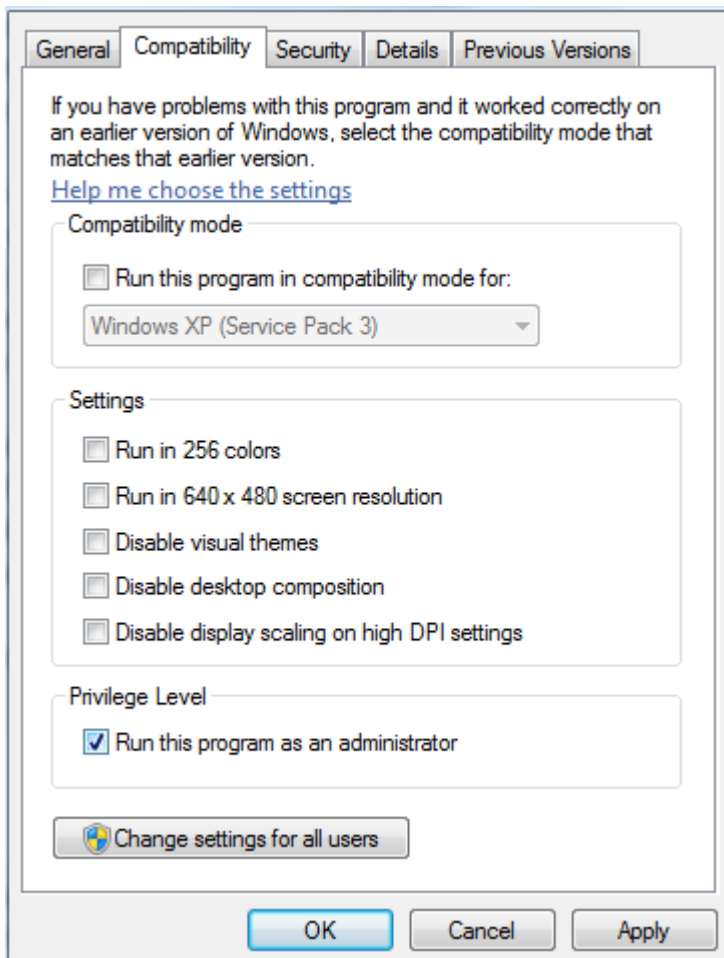 General Compatibility Security Details Previous Versions
If you have problems with this program and it worked correctly on
an earlier version of Windows, select the compatibility mode that
matches that earlier version.
Help me choose the settings
Compatibility mode
Run this program in compatibility mode for:
Windows XP (Service Pack 3)
Settings
Run in 256 colors
Run in 640 x 480 screen resolution
Disable visual themes
Disable desktop composition
Disable display scaling on high DPI settings
Privilege Level
Run this program as an administrator
Change settings for all users
OK Cancel Apply